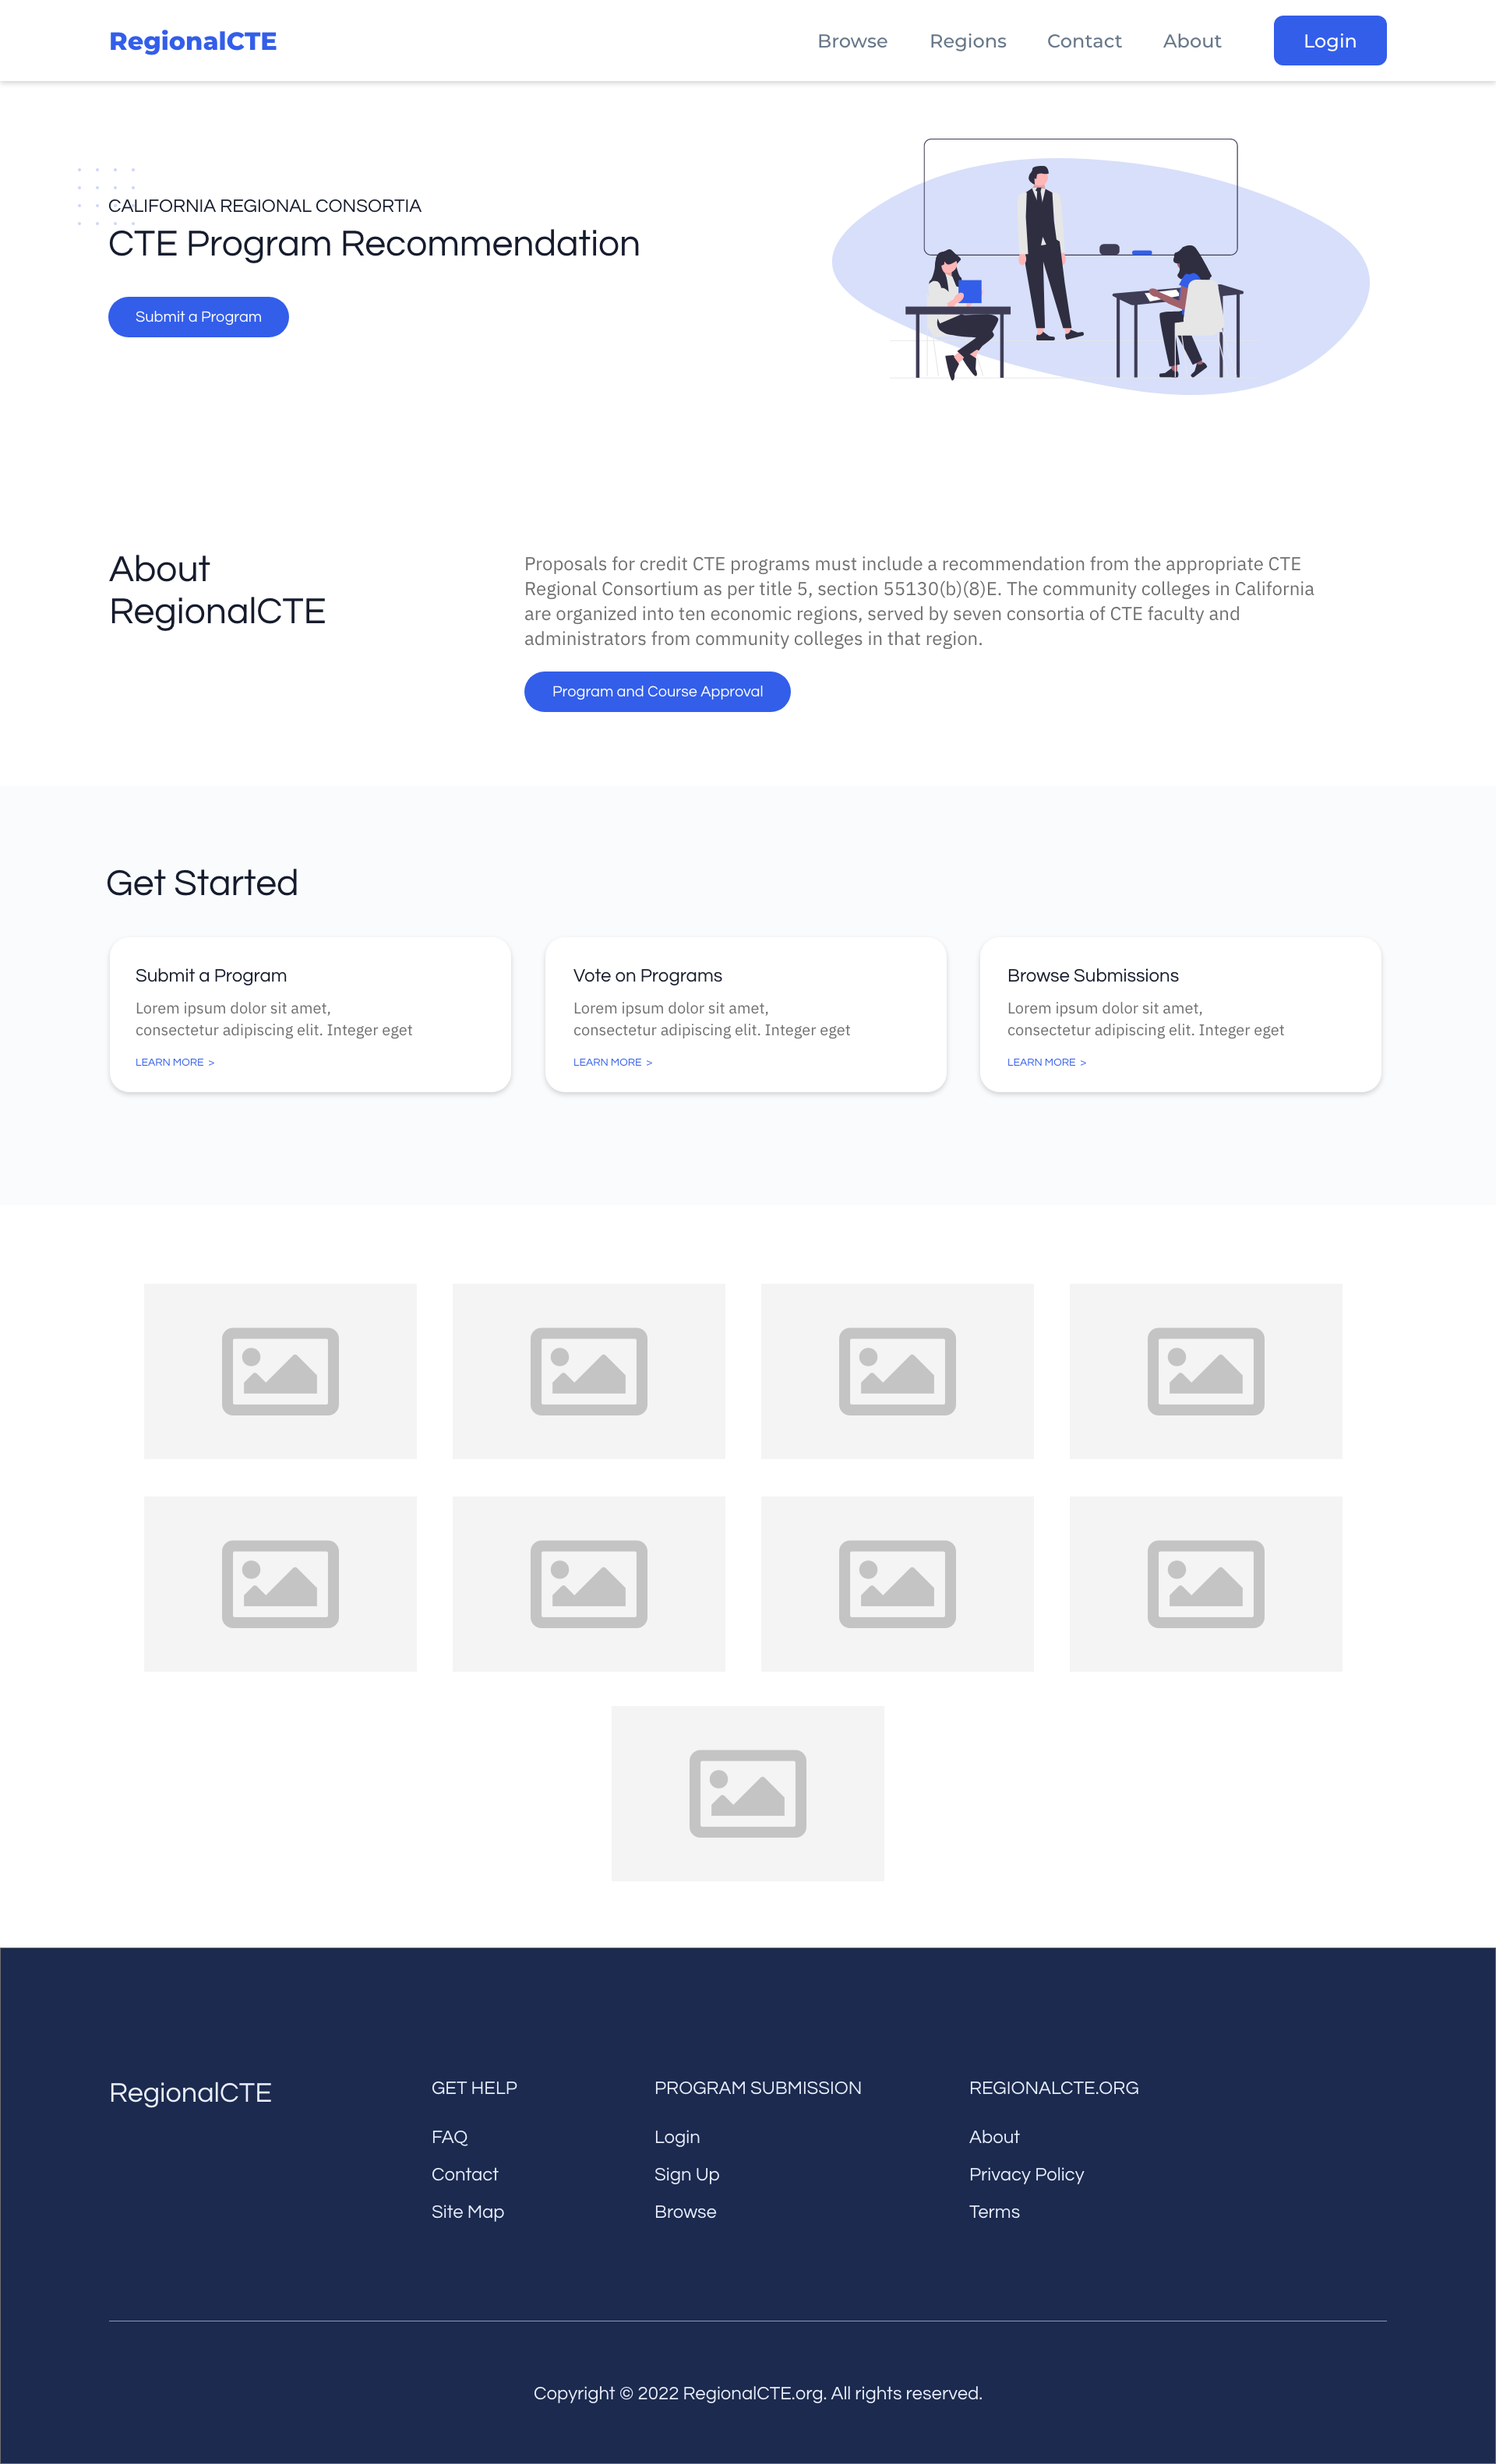 RegionalCTE
Browse
Regions
Contact
About
Login
CALIFORNIA REGIONAL CONSORTIA
CTE Program Recommendation
Submit a Program
About
RegionalCTE
Proposals for credit CTE programs must include a recommendation from the appropriate CTE
Regional Consortium as per title 5, section 55130(b)(8)E. The community colleges in California
are organized into ten economic regions, served by seven consortia of CTE faculty and
administrators from community colleges in that region.
Program and Course Approval
Get Started
Submit a Program
Lorem ipsum dolor sit amet,
consectetur adipiscing elit. Integer eget
LEARN MORE >
Vote on Programs
Lorem ipsum dolor sit amet,
consectetur adipiscing elit. Integer eget
LEARN MORE >
Browse Submissions
Lorem ipsum dolor sit amet,
consectetur adipiscing elit. Integer eget
LEARN MORE >
RegionalCTE
GET HELP
FAQ
Contact
Site Map
PROGRAM SUBMISSION
Login
Sign Up
Browse
REGIONALCTE.ORG
About
Privacy Policy
Terms
Copyright © 2022 RegionalCTE.org. All rights reserved.